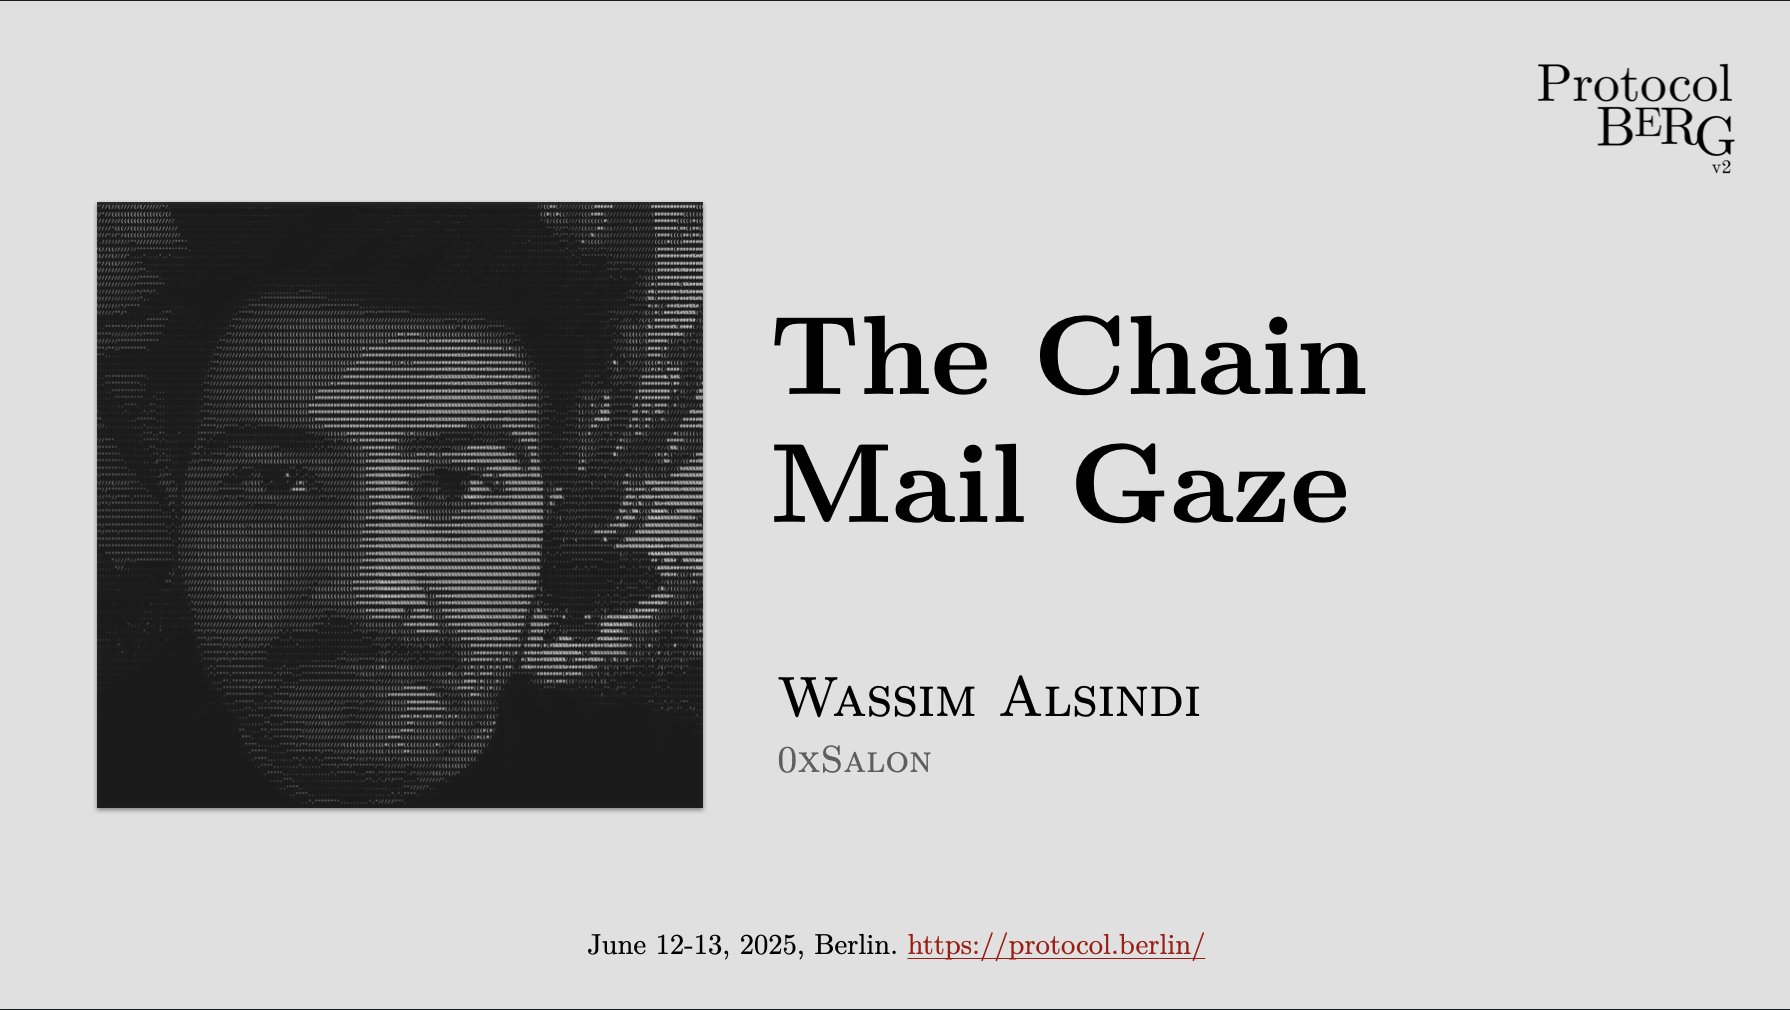 Protocol
BERG
v2
The Chain
Mail Gaze
Wassim Alsindi
0xSalon
June 12-13, 2025, Berlin. https://protocol.berlin/